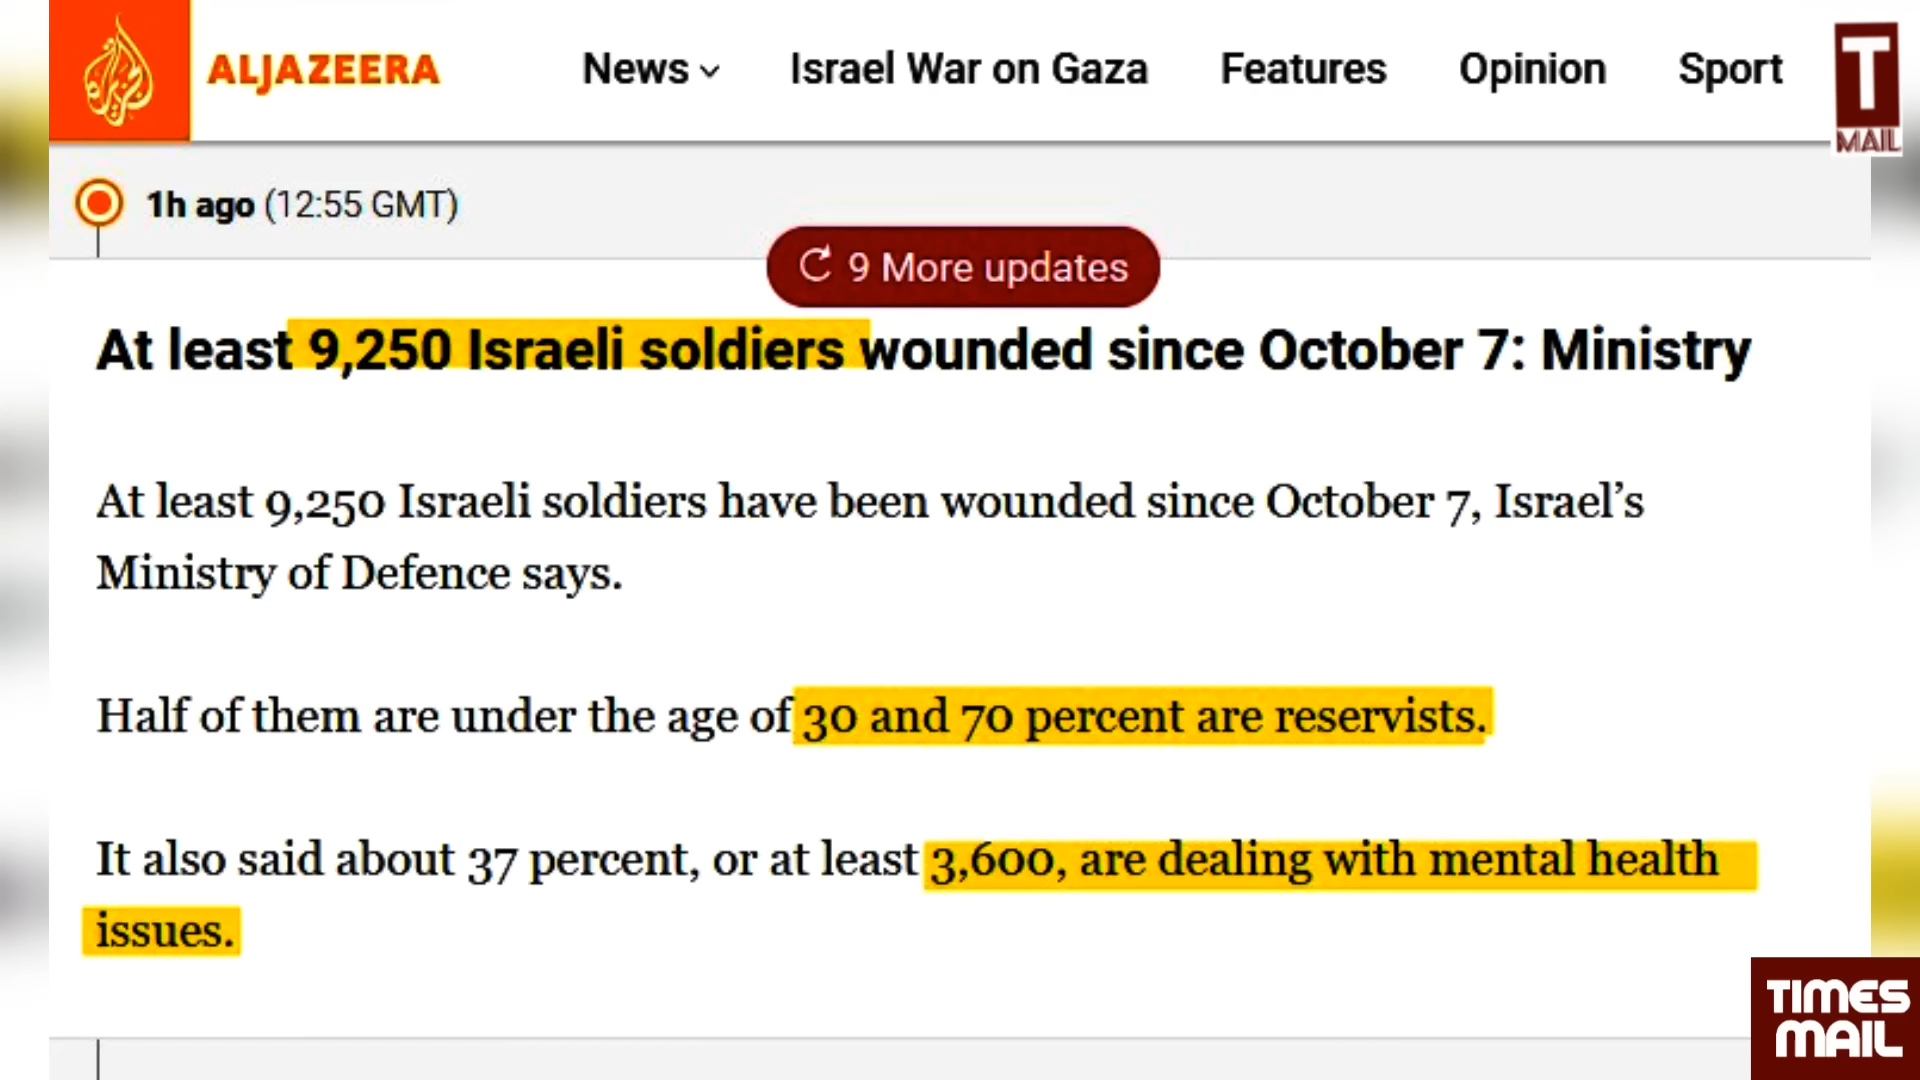 ALJAZEERA
News
Israel War on Gaza
Features
Opinion
Sport
T
MAIL
1h ago (12:55 GMT)
9 More updates
At least 9,250 Israeli soldiers wounded since October 7: Ministry
At least 9,250 Israeli soldiers have been wounded since October 7, Israel’s
Ministry of Defence says.
Half of them are under the age of 30 and 70 percent are reservists.
It also said about 37 percent, or at least 3,600, are dealing with mental health
issues.
TIMES
MAIL